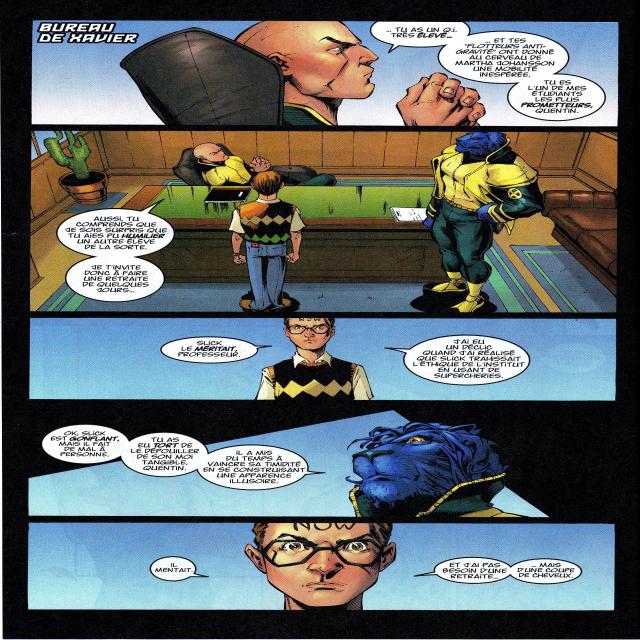 BUREAU
DE XAVIER
... TU AS UN Q.I.
TRÈS ÉLEVÉ...
... ET TES
"FLOTTEURS ANTI-
GRAVITÉ" ONT DONNÉ
AU CERVEAU DE
MARTHA JOHANSSON
UNE MOBILITÉ
INESPÉRÉE.
TU ES
L'UN DE MES
ÉTUDIANTS
LES PLUS
PROMETTEURS,
QUENTIN.
AUSSI, TU
COMPRENDS QUE
JE SOIS SURPRIS QUE
TU AIES PU HUMILIER
UN AUTRE ÉLÈVE
DE LA SORTE.
JE T'INVITE
DONC À FAIRE
UNE RETRAITE
DE QUELQUES
JOURS...
NOW
SLICK
LE MÉRITAIT,
PROFESSEUR.
J'AI EU
UN DÉCLIC
QUAND J'AI RÉALISÉ
QUE SLICK TRAHISSAIT
L'ÉTHIQUE DE L'INSTITUT
EN USANT DE
SUPERCHERIES.
OK, SLICK
EST GONFLANT,
MAIS IL FAIT
DE MAL À
PERSONNE.
TU AS
EU TORT DE
LE DÉPOUILLER
DE SON MOI
TANGIBLE,
QUENTIN.
IL A MIS
DU TEMPS À
VAINCRE SA TIMIDITÉ
EN SE CONSTRUISANT
UNE APPARENCE
ILLUSOIRE.
NOW
IL
MENTAIT.
ET J'AI PAS
BESOIN D'UNE
RETRAITE...
... MAIS
D'UNE COUPE
DE CHEVEUX.